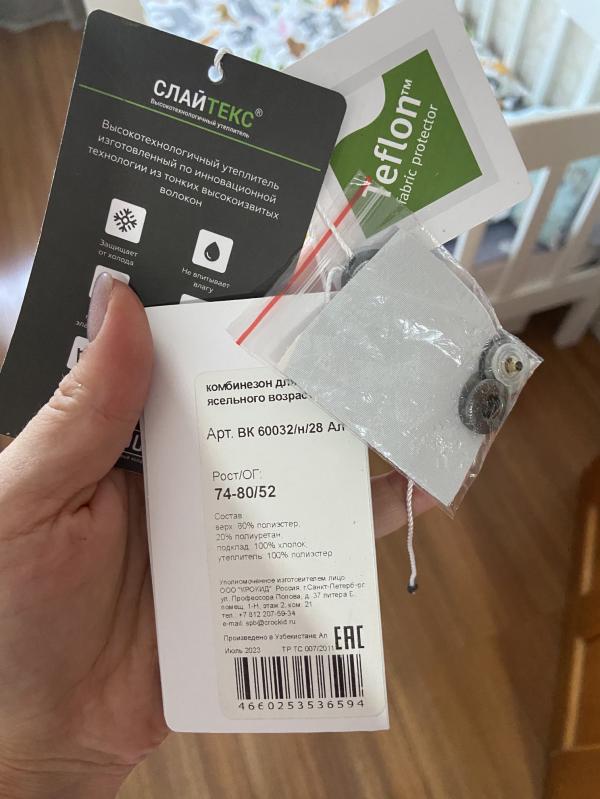 СЛАЙТЕКС®
Высокотехнологичный утеплитель
Высокотехнологичный утеплитель
изготовленный по инновационной
технологии из тонких высокоизвитых
волокон
Защищает
от холода
Не впитывает
влагу
Teflon™
fabric protector
комбинезон для
ясельного возраст
Арт. ВК 60032/н/28 Ал
Рост/ОГ:
74-80/52
Состав
верх: 80% полиэстер,
20% полиуретан
подклад: 100% хлопок,
утеплитель: 100% полиэстер
Уполномоченное изготовителем лицо:
ООО "КРОКИД". Россия, г.Санкт-Петерб-рг
ул. Профессора Попова, д. 37 литера Б,
помещ. 1-Н, этаж 2, ком. 21
тел.: +7 812 207-59-34
e-mail: spb@crockid.ru
Произведено в Узбекистане Ал
EAC
Июль 2023 ТР ТС 007/2011
4660253536594